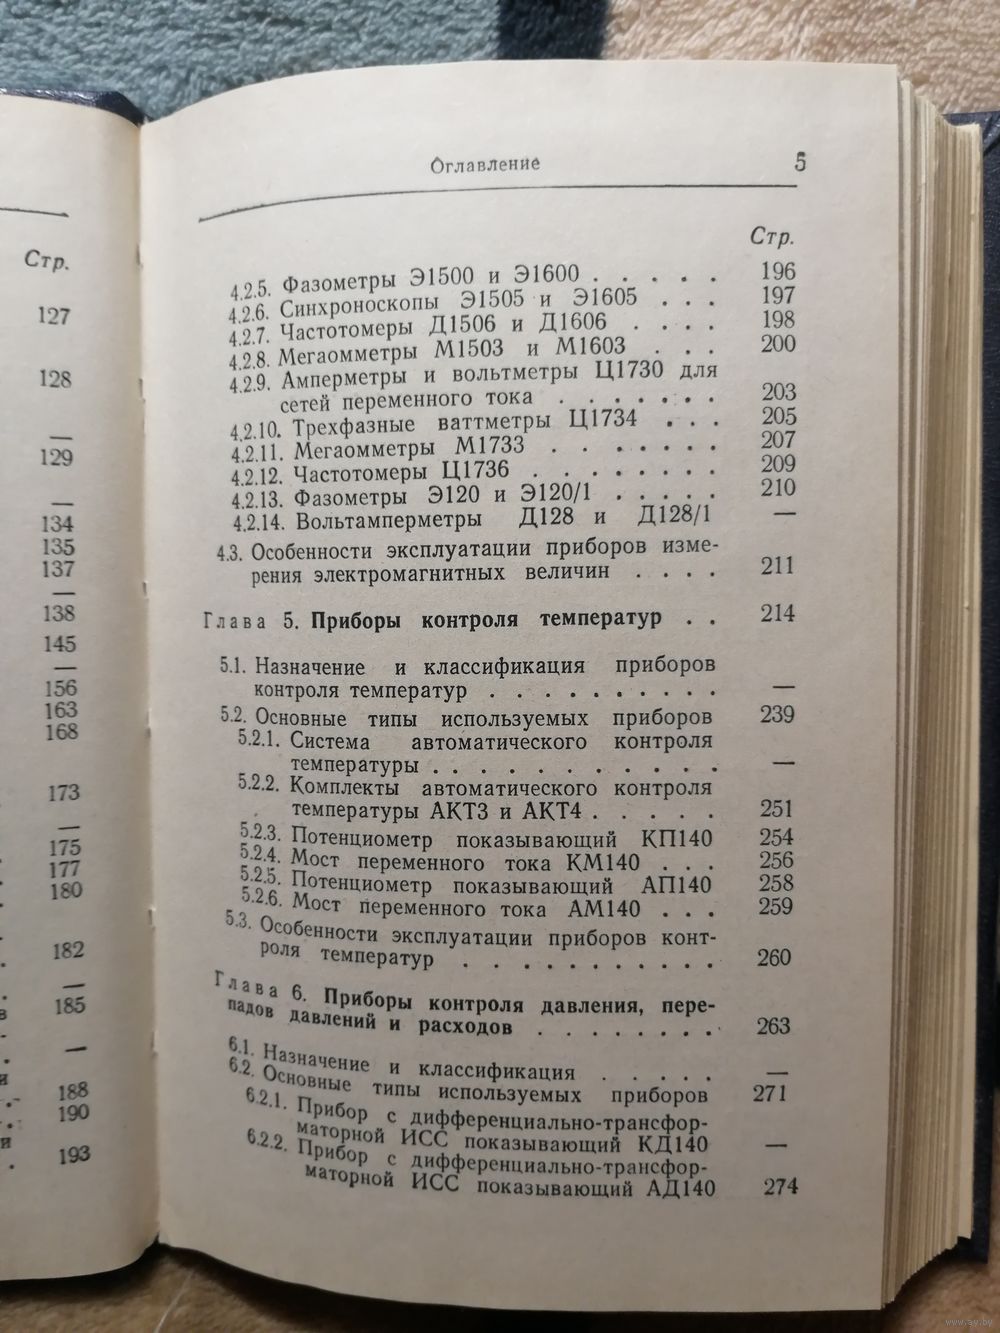 Стр.
127
128
—
129
—
134
135
137
—
138
145
—
156
163
168
173
—
175
177
180
182
—
185
—
188
190
193
Оглавление 5
Стр.
4.2.5. Фазометры Э1500 и Э1600 . . . . . 196
4.2.6. Синхроноскопы Э1505 и Э1605 . . . 197
4.2.7. Частотомеры Д1506 и Д1606 . . . . 198
4.2.8. Мегаомметры М1503 и М1603 . . . 200
4.2.9. Амперметры и вольтметры Ц1730 для
сетей переменного тока . . . . . . . 203
4.2.10. Трехфазные ваттметры Ц1734 . . . 205
4.2.11. Мегаомметры М1733 . . . . . . . 207
4.2.12. Частотомеры Ц1736 . . . . . . . . 209
4.2.13. Фазометры Э120 и Э120/1 . . . . . 210
4.2.14. Вольтамперметры Д128 и Д128/1 —
4.3. Особенности эксплуатации приборов изме-
рения электромагнитных величин . . . . 211
Глава 5. Приборы контроля температур . . 214
5.1. Назначение и классификация приборов
контроля температур . . . . . . . . . . —
5.2. Основные типы используемых приборов 239
5.2.1. Система автоматического контроля
температуры . . . . . . . . . . . . —
5.2.2. Комплекты автоматического контроля
температуры АКТ3 и АКТ4 . . . . . 251
5.2.3. Потенциометр показывающий КП140 254
5.2.4. Мост переменного тока КМ140 . . . 256
5.2.5. Потенциометр показывающий АП140 258
5.2.6. Мост переменного тока АМ140 . . . 259
5.3. Особенности эксплуатации приборов конт-
роля температур . . . . . . . . . . . 260
Глава 6. Приборы контроля давления, пере-
падов давлений и расходов . . . . . . . . 263
6.1. Назначение и классификация . . . . . —
6.2. Основные типы используемых приборов 271
6.2.1. Прибор с дифференциально-трансфор-
маторной ИСС показывающий КД140 —
6.2.2. Прибор с дифференциально-трансфор-
маторной ИСС показывающий АД140 274
www.ay.by